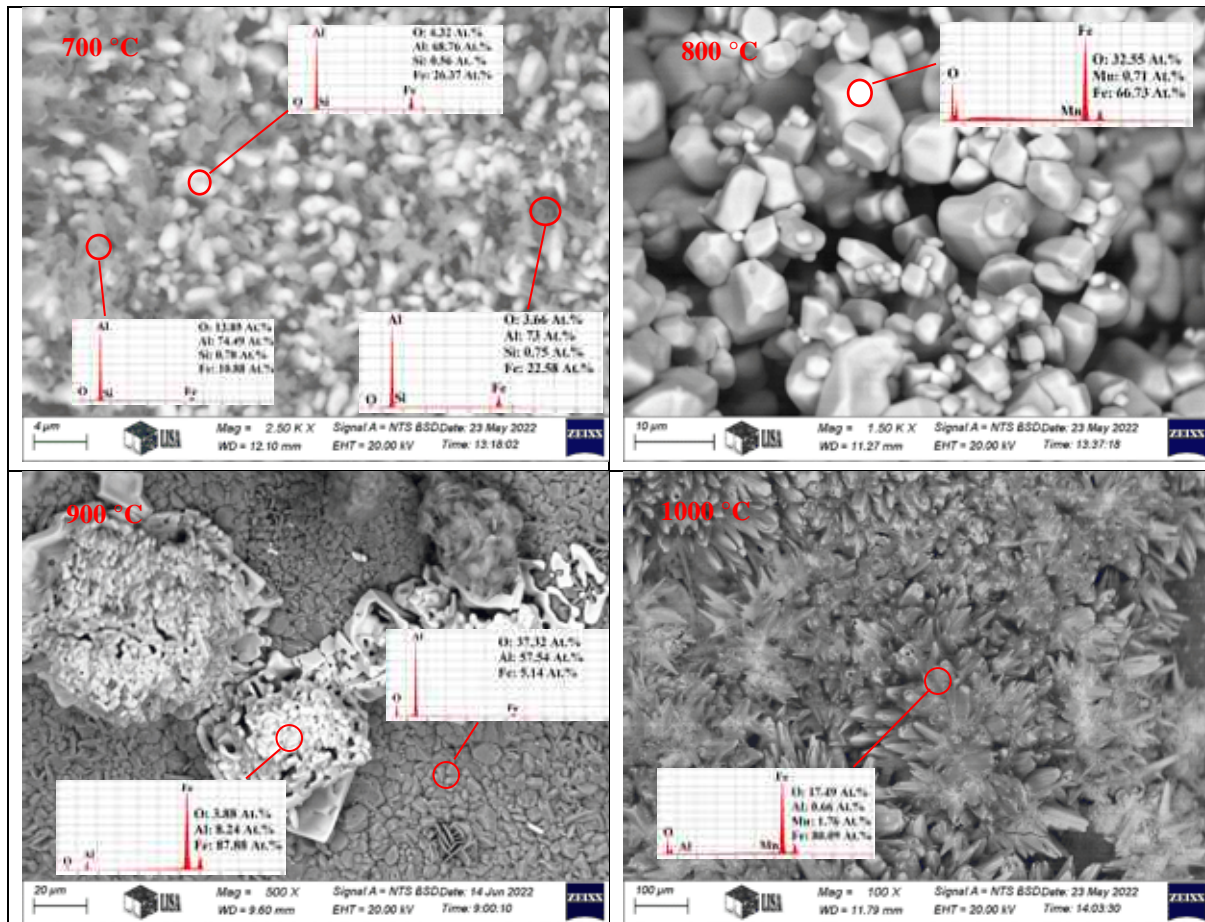 700 °C
Al
O: 4.32 At.%
Al: 68.76 At.%
Si: 0.56 At.%
Fe: 26.37 At.%
Fe
O Si
Al
O: 13.85 At.%
Al: 74.49 At.%
Si: 0.78 At.%
Fe: 10.88 At.%
O Si Fe
Al
O: 3.66 At.%
Al: 73 At.%
Si: 0.75 At.%
Fe: 22.58 At.%
O Si Fe
4 µm
LISA
Mag = 2.50 K X
WD = 12.10 mm
Signal A = NTS BSD
EHT = 20.00 kV
Date: 23 May 2022
Time: 13:18:02
ZEISS
800 °C
Fe
O
O: 32.55 At.%
Mn: 0.71 At.%
Fe: 66.73 At.%
Mn
10 µm
LISA
Mag = 1.50 K X
WD = 11.27 mm
Signal A = NTS BSD
EHT = 20.00 kV
Date: 23 May 2022
Time: 13:37:18
ZEISS
900 °C
Al
O: 37.32 At.%
Al: 57.54 At.%
Fe: 5.14 At.%
O Fe
Fe
O: 3.88 At.%
Al: 8.24 At.%
Fe: 87.88 At.%
O Al
20 µm
LISA
Mag = 500 X
WD = 9.60 mm
Signal A = NTS BSD
EHT = 20.00 kV
Date: 14 Jun 2022
Time: 9:00:10
ZEISS
1000 °C
Fe
O: 17.49 At.%
Al: 0.66 At.%
Mn: 1.76 At.%
Fe: 80.09 At.%
O Al Mn
100 µm
LISA
Mag = 100 X
WD = 11.79 mm
Signal A = NTS BSD
EHT = 20.00 kV
Date: 23 May 2022
Time: 14:03:30
ZEISS